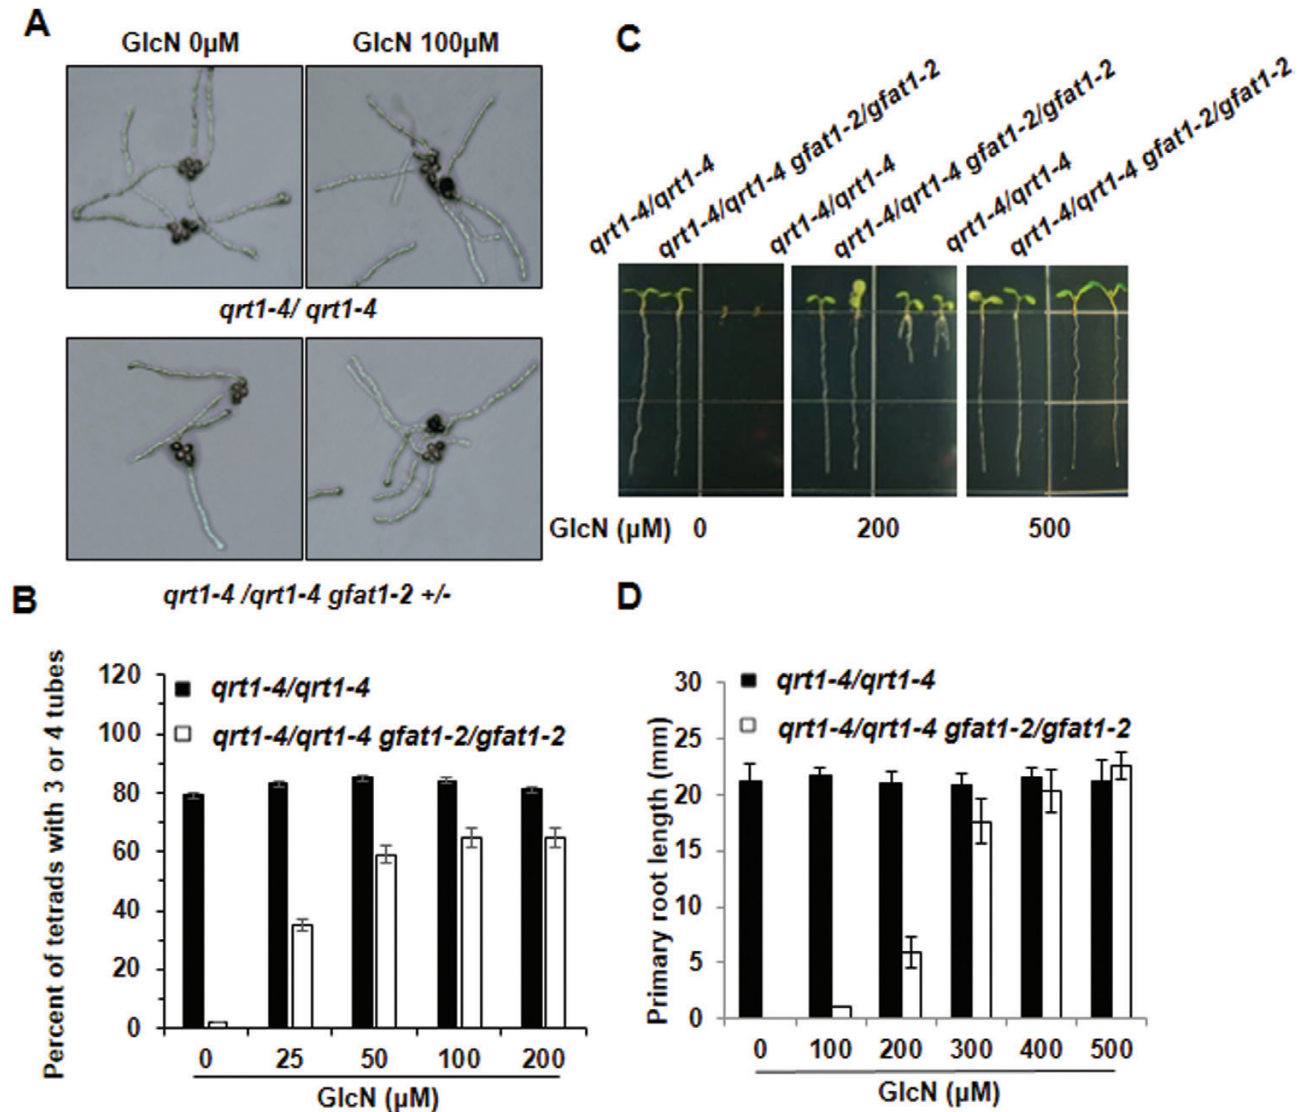 A
GlcN 0µM
GlcN 100µM
qrt1-4/ qrt1-4
qrt1-4 /qrt1-4 gfat1-2 +/-
B
Percent of tetrads with 3 or 4 tubes
120
100
80
60
40
20
0
qrt1-4/qrt1-4
qrt1-4/qrt1-4 gfat1-2/gfat1-2
0 25 50 100 200
GlcN (µM)
C
qrt1-4/qrt1-4
qrt1-4/qrt1-4 gfat1-2/gfat1-2
qrt1-4/qrt1-4
qrt1-4/qrt1-4 gfat1-2/gfat1-2
qrt1-4/qrt1-4
qrt1-4/qrt1-4 gfat1-2/gfat1-2
GlcN (µM) 0 200 500
D
Primary root length (mm)
30
25
20
15
10
5
0
qrt1-4/qrt1-4
qrt1-4/qrt1-4 gfat1-2/gfat1-2
0 100 200 300 400 500
GlcN (µM)